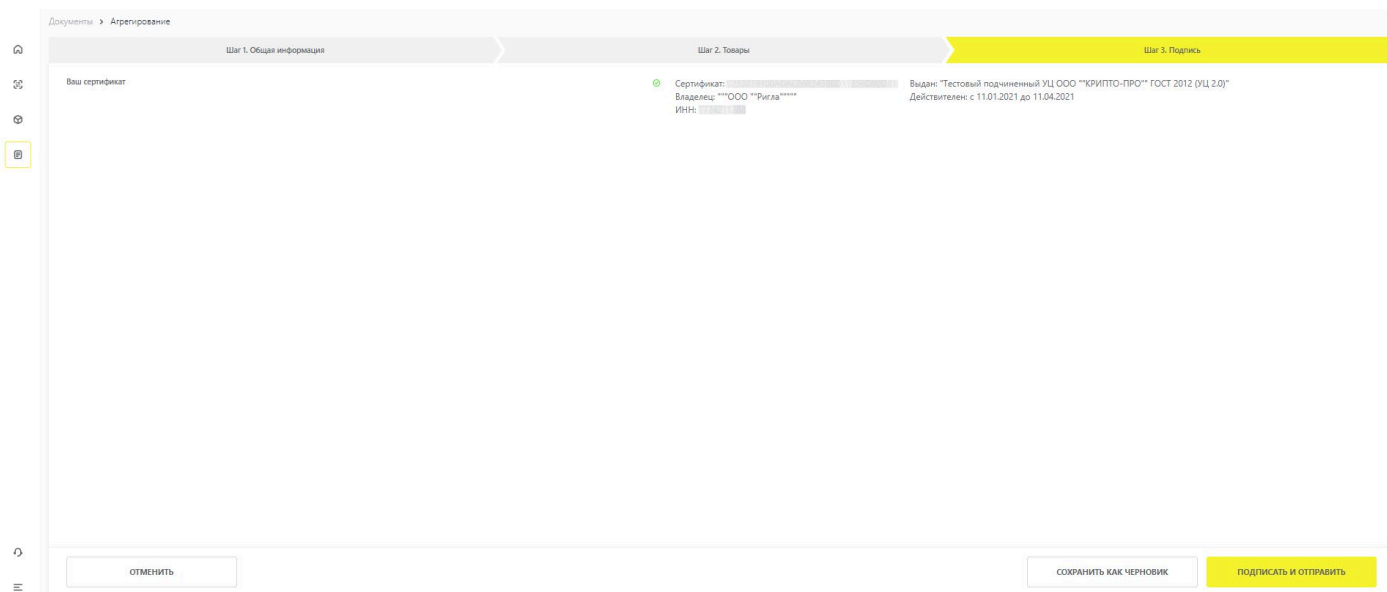 Документы > Агрегирование
Шаг 1. Общая информация
Шаг 2. Товары
Шаг 3. Подпись
Ваш сертификат
Сертификат:
Владелец: """ООО ""Ригла"""""
ИНН:
Выдан: "Тестовый подчиненный УЦ ООО ""КРИПТО-ПРО"" ГОСТ 2012 (УЦ 2.0)"
Действителен: с 11.01.2021 до 11.04.2021
ОТМЕНИТЬ
СОХРАНИТЬ КАК ЧЕРНОВИК
ПОДПИСАТЬ И ОТПРАВИТЬ